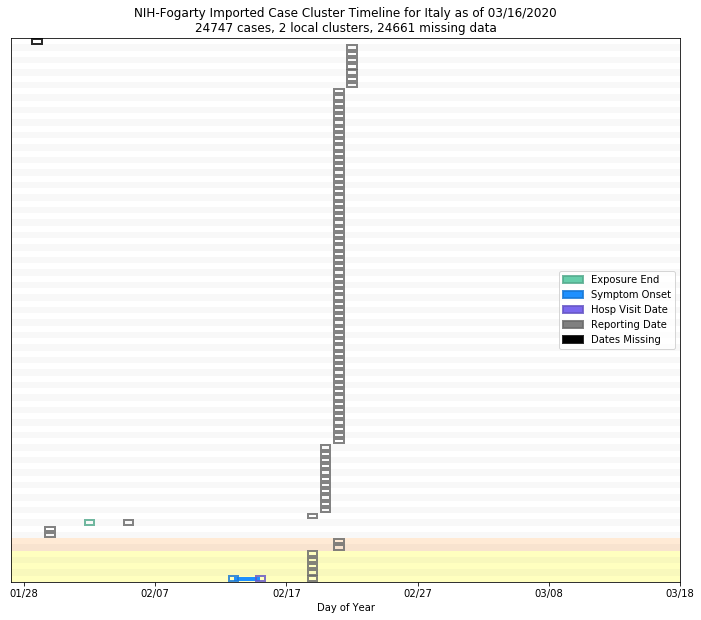 NIH-Fogarty Imported Case Cluster Timeline for Italy as of 03/16/2020
24747 cases, 2 local clusters, 24661 missing data
Exposure End
Symptom Onset
Hosp Visit Date
Reporting Date
Dates Missing
01/28
02/07
02/17
02/27
03/08
03/18
Day of Year